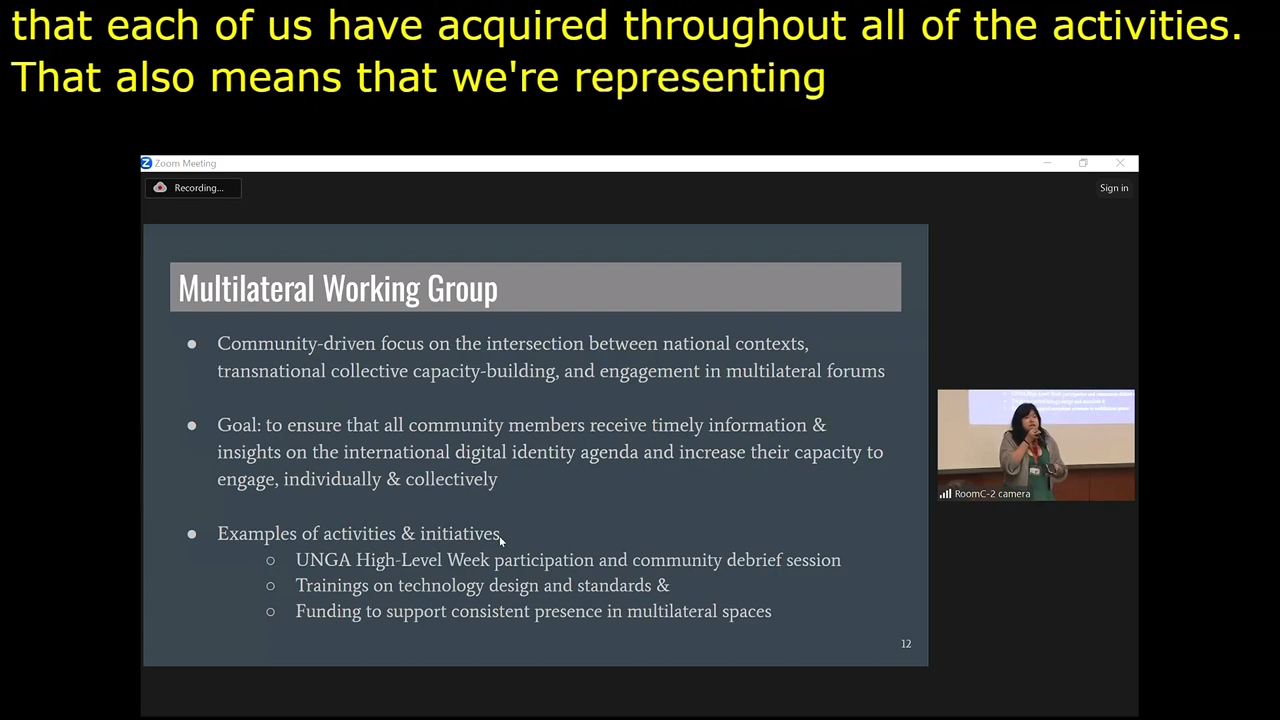 that each of us have acquired throughout all of the activities.
That also means that we're representing
Zoom Meeting
Recording...
Sign in
Multilateral Working Group
● Community-driven focus on the intersection between national contexts,
transnational collective capacity-building, and engagement in multilateral forums
● Goal: to ensure that all community members receive timely information &
insights on the international digital identity agenda and increase their capacity to
engage, individually & collectively
● Examples of activities & initiatives
○ UNGA High-Level Week participation and community debrief session
○ Trainings on technology design and standards &
○ Funding to support consistent presence in multilateral spaces
12
RoomC-2 camera